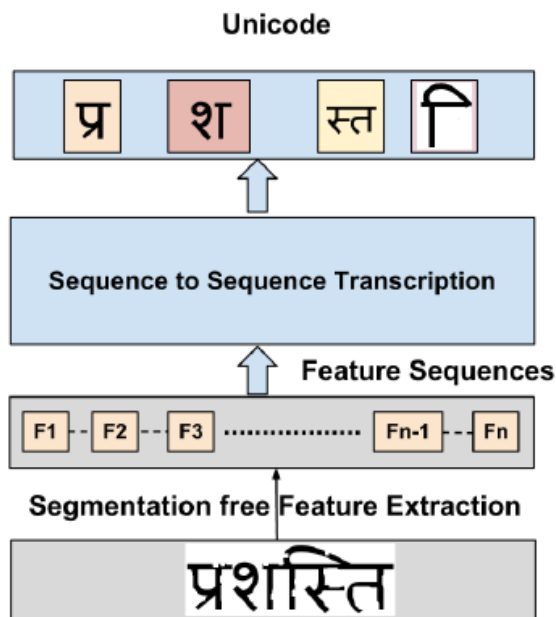 Unicode
प्र श स्त ि
Sequence to Sequence Transcription
Feature Sequences
F1 F2 F3 Fn-1 Fn
Segmentation free Feature Extraction
प्रशस्ति